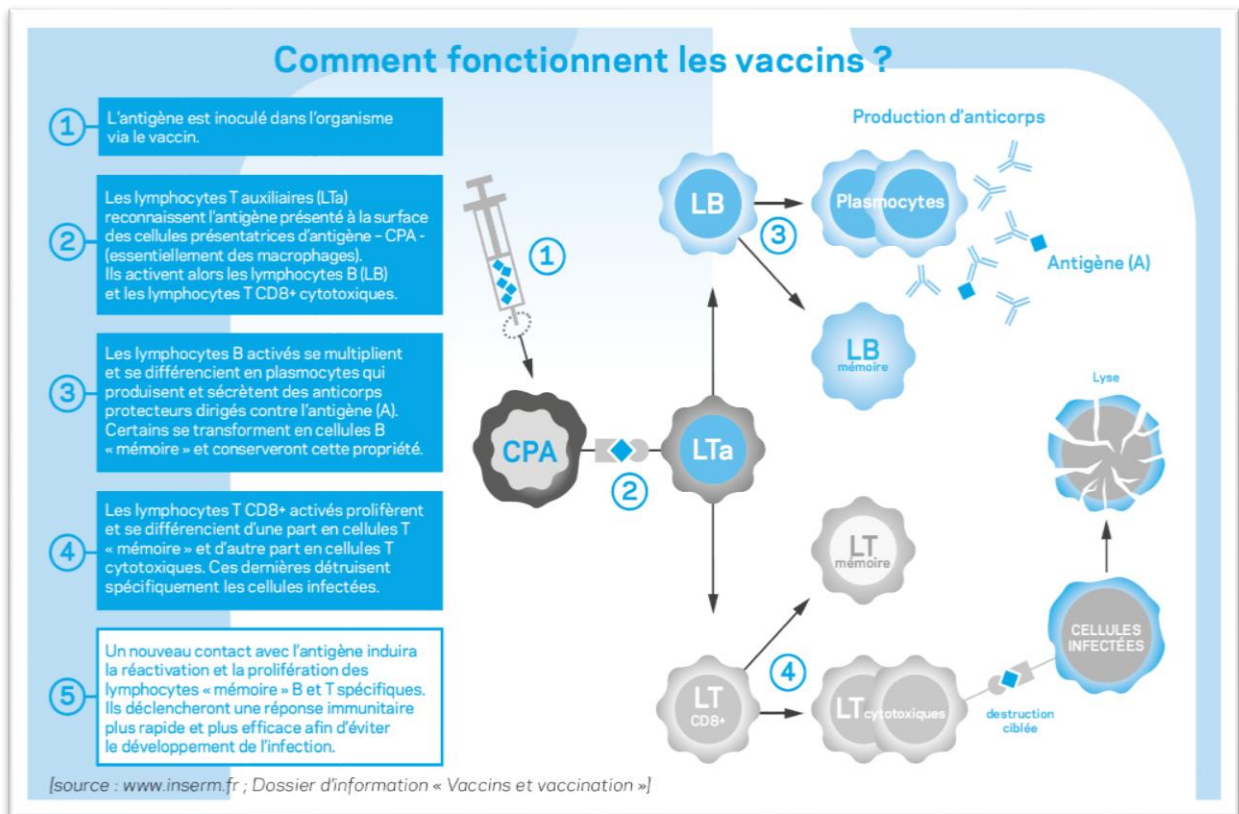 Comment fonctionnent les vaccins ?
1
L'antigène est inoculé dans l'organisme
via le vaccin.
2
Les lymphocytes T auxiliaires (LTa)
reconnaissent l'antigène présenté à la surface
des cellules présentatrices d'antigène – CPA -
(essentiellement des macrophages).
Ils activent alors les lymphocytes B (LB)
et les lymphocytes T CD8+ cytotoxiques.
3
Les lymphocytes B activés se multiplient
et se différencient en plasmocytes qui
produisent et sécrètent des anticorps
protecteurs dirigés contre l'antigène (A).
Certains se transforment en cellules B
« mémoire » et conserveront cette propriété.
4
Les lymphocytes T CD8+ activés prolifèrent
et se différencient d'une part en cellules T
« mémoire » et d'autre part en cellules T
cytotoxiques. Ces dernières détruisent
spécifiquement les cellules infectées.
5
Un nouveau contact avec l'antigène induira
la réactivation et la prolifération des
lymphocytes « mémoire » B et T spécifiques.
Ils déclencheront une réponse immunitaire
plus rapide et plus efficace afin d'éviter
le développement de l'infection.
1
CPA
2
LTa
LB
3
Production d'anticorps
Plasmocytes
Antigène (A)
LB
mémoire
Lyse
LT
mémoire
4
LT
CD8+
LT cytotoxiques
CELLULES
INFECTÉES
destruction
ciblée
[source : www.inserm.fr ; Dossier d'information « Vaccins et vaccination »]